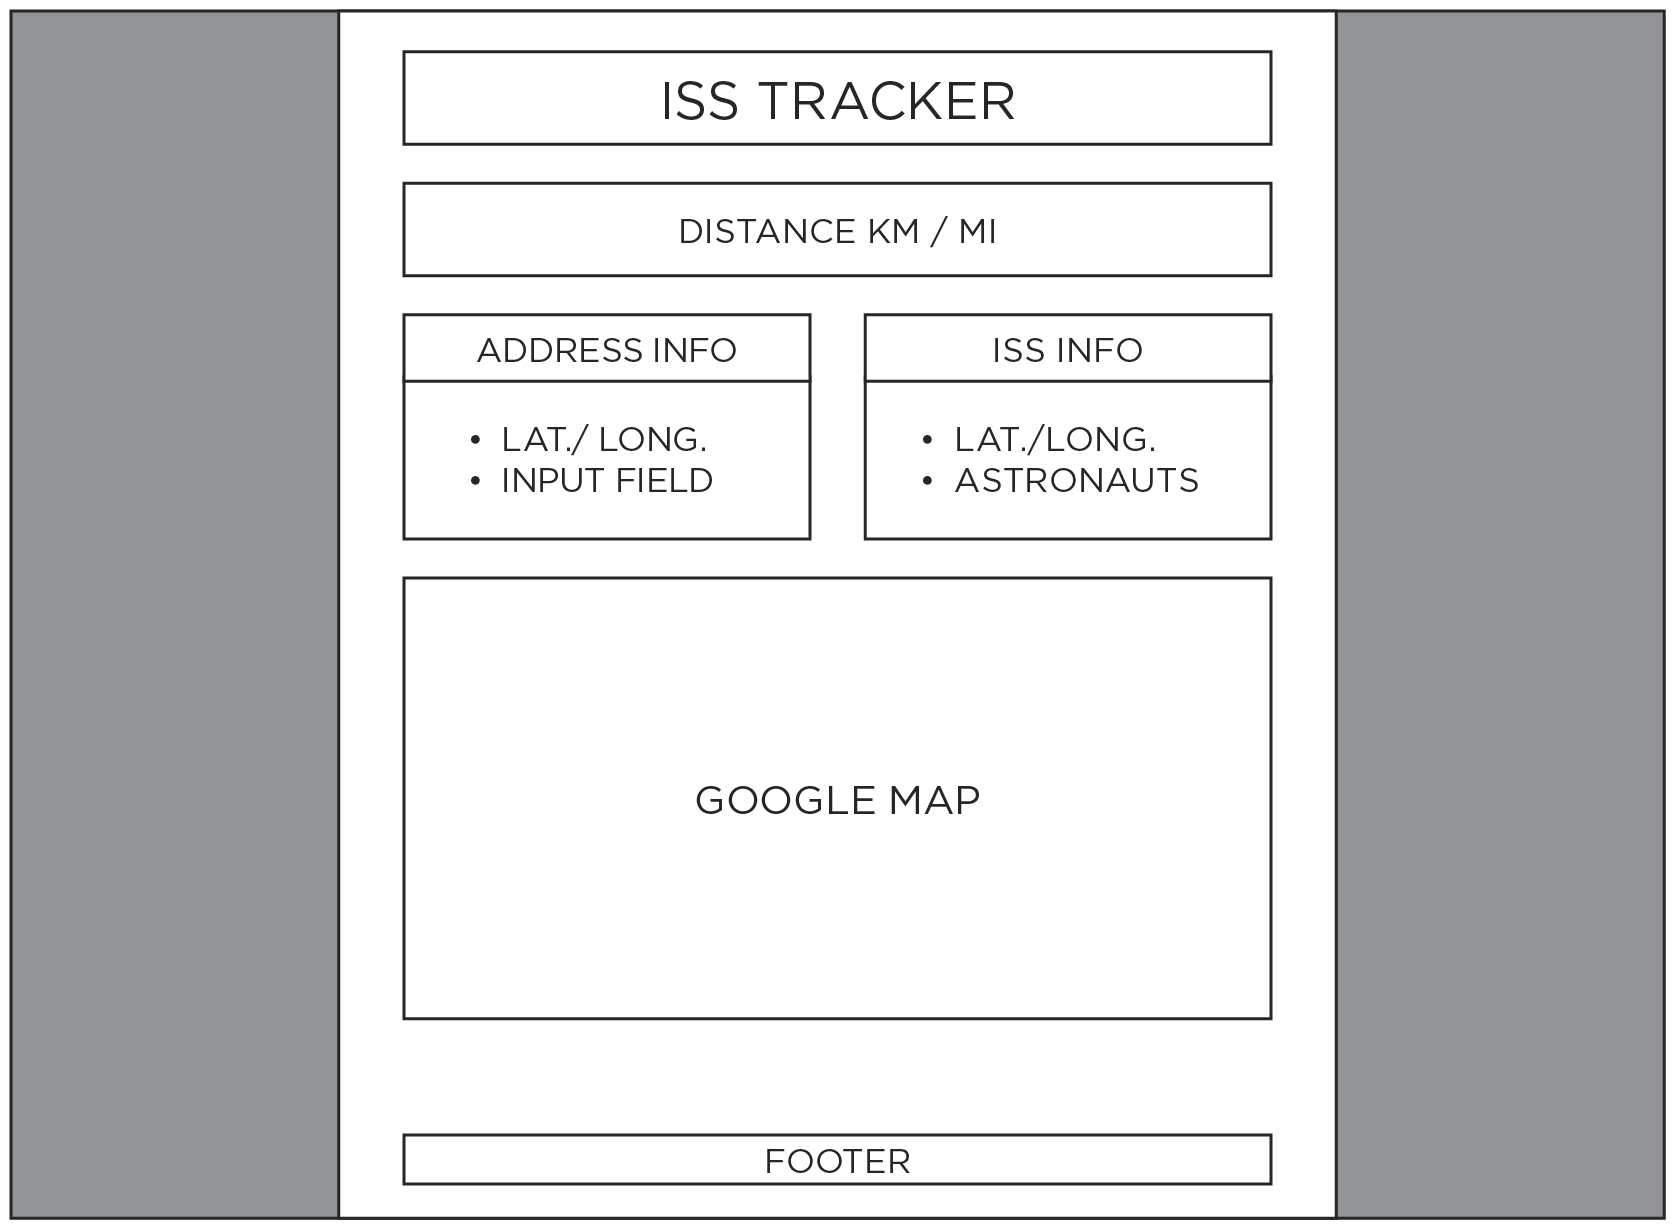 ISS TRACKER
DISTANCE KM / MI
ADDRESS INFO
• LAT./ LONG.
• INPUT FIELD
ISS INFO
• LAT./LONG.
• ASTRONAUTS
GOOGLE MAP
FOOTER